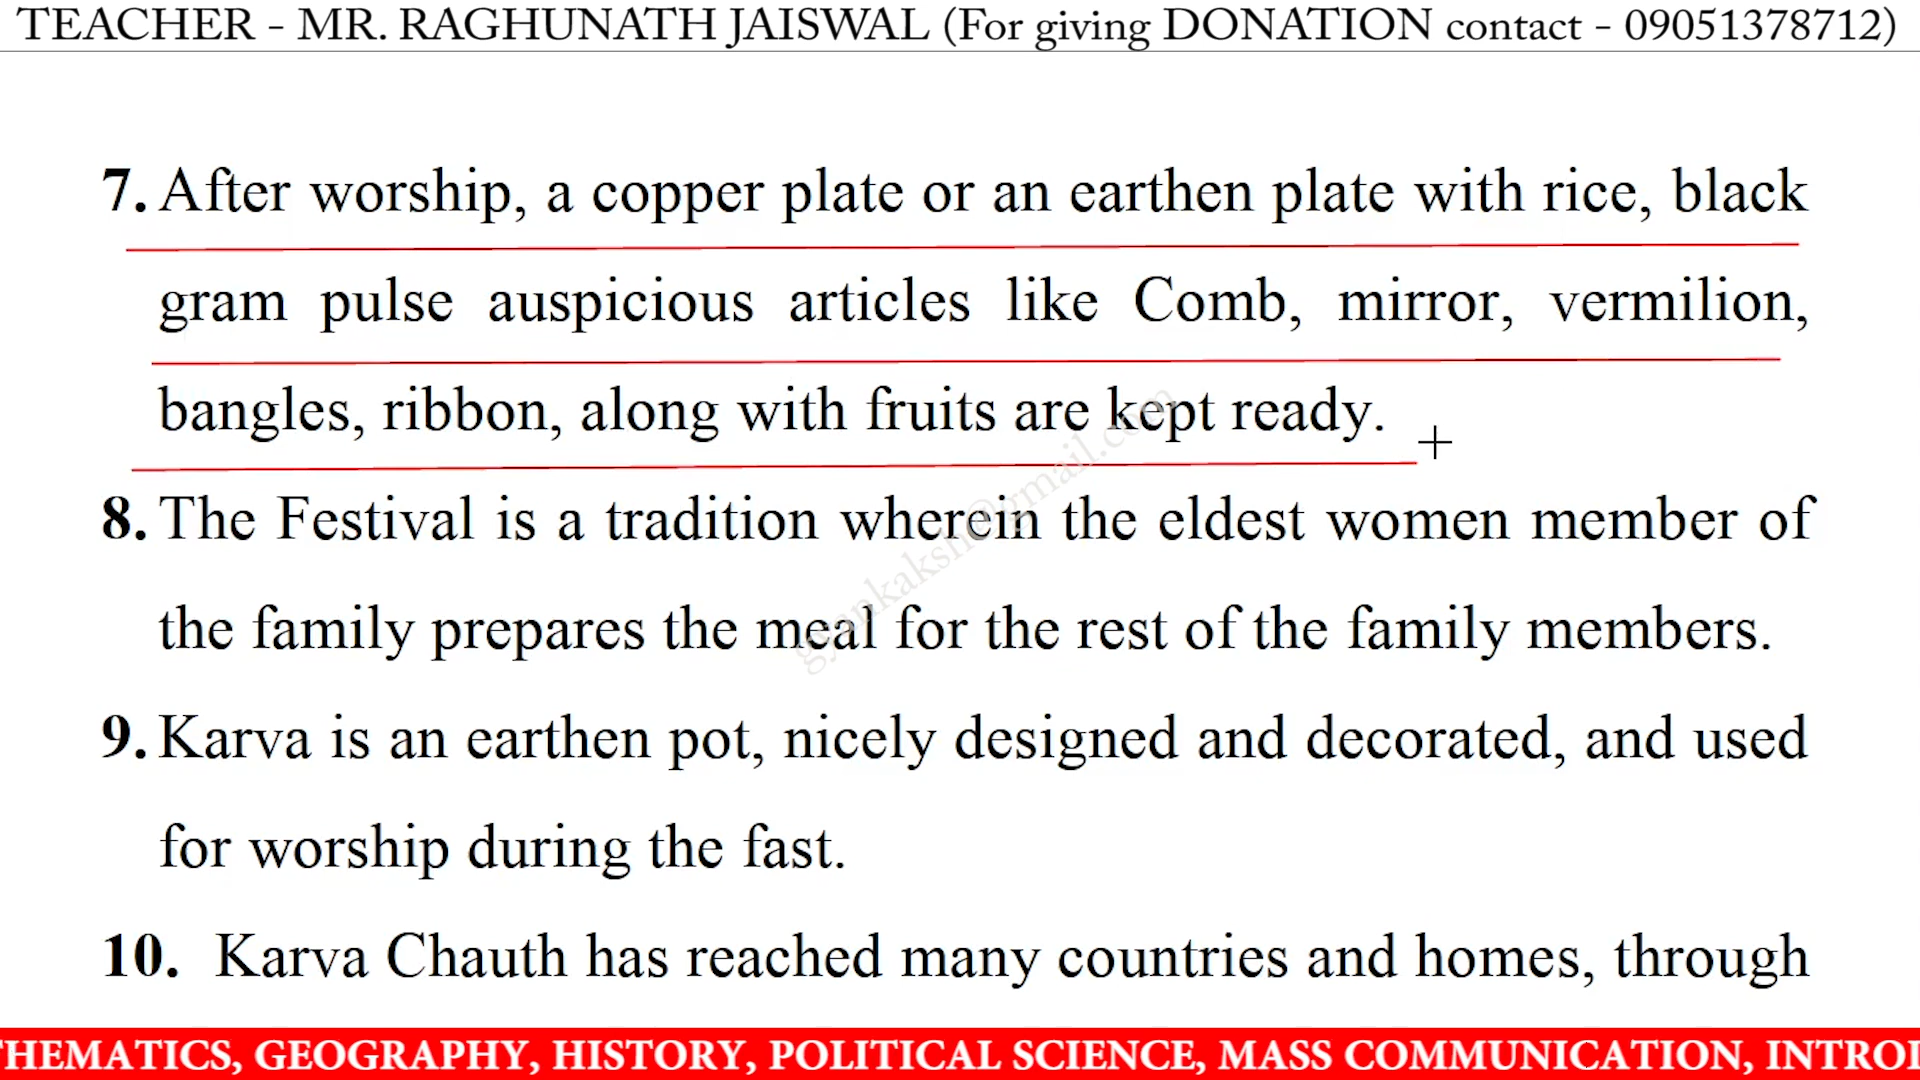 TEACHER - MR. RAGHUNATH JAISWAL (For giving DONATION contact - 09051378712)
7. After worship, a copper plate or an earthen plate with rice, black
gram pulse auspicious articles like Comb, mirror, vermilion,
bangles, ribbon, along with fruits are kept ready.
8. The Festival is a tradition wherein the eldest women member of
the family prepares the meal for the rest of the family members.
9. Karva is an earthen pot, nicely designed and decorated, and used
for worship during the fast.
10. Karva Chauth has reached many countries and homes, through
THEMATICS, GEOGRAPHY, HISTORY, POLITICAL SCIENCE, MASS COMMUNICATION, INTROD